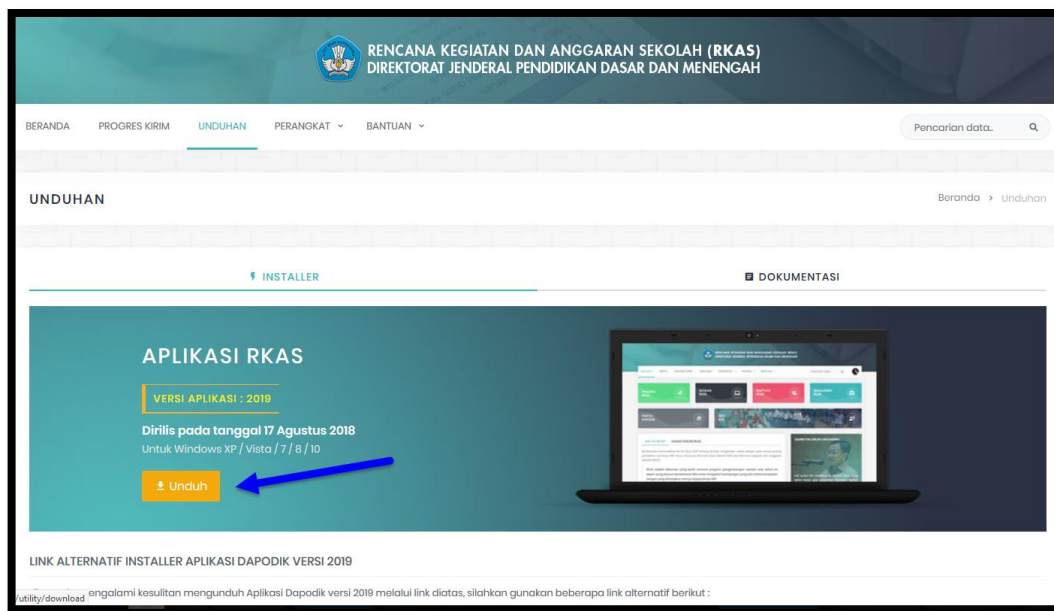 RENCANA KEGIATAN DAN ANGGARAN SEKOLAH (RKAS)
DIREKTORAT JENDERAL PENDIDIKAN DASAR DAN MENENGAH
BERANDA PROGRES KIRIM UNDUHAN PERANGKAT BANTUAN Pencarian data..
UNDUHAN Beranda > Unduhan
INSTALLER DOKUMENTASI
APLIKASI RKAS
VERSI APLIKASI : 2019
Dirilis pada tanggal 17 Agustus 2018
Untuk Windows XP / Vista / 7 / 8 / 10
Unduh
LINK ALTERNATIF INSTALLER APLIKASI DAPODIK VERSI 2019
engalami kesulitan mengunduh Aplikasi Dapodik versi 2019 melalui link diatas, silahkan gunakan beberapa link alternatif berikut :
/utility/download